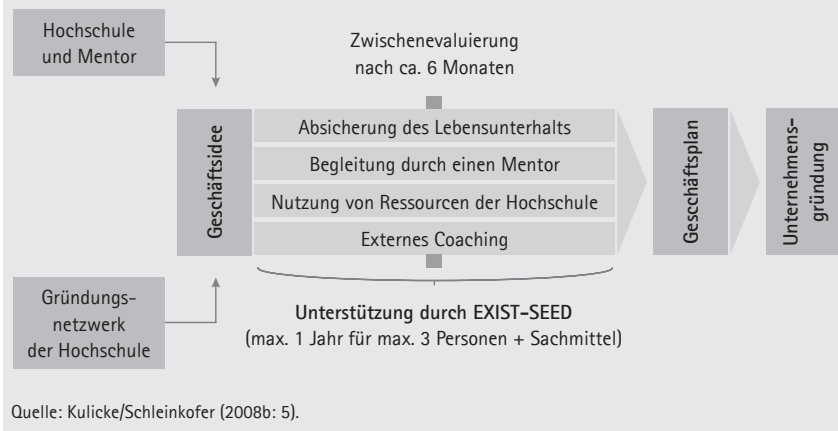 Hochschule
und Mentor
Zwischenevaluierung
nach ca. 6 Monaten
Geschäftsidee
Absicherung des Lebensunterhalts
Begleitung durch einen Mentor
Nutzung von Ressourcen der Hochschule
Externes Coaching
Gescchäftsplan
Unternehmens-
gründung
Gründungs-
netzwerk
der Hochschule
Unterstützung durch EXIST-SEED
(max. 1 Jahr für max. 3 Personen + Sachmittel)
Quelle: Kulicke/Schleinkofer (2008b: 5).